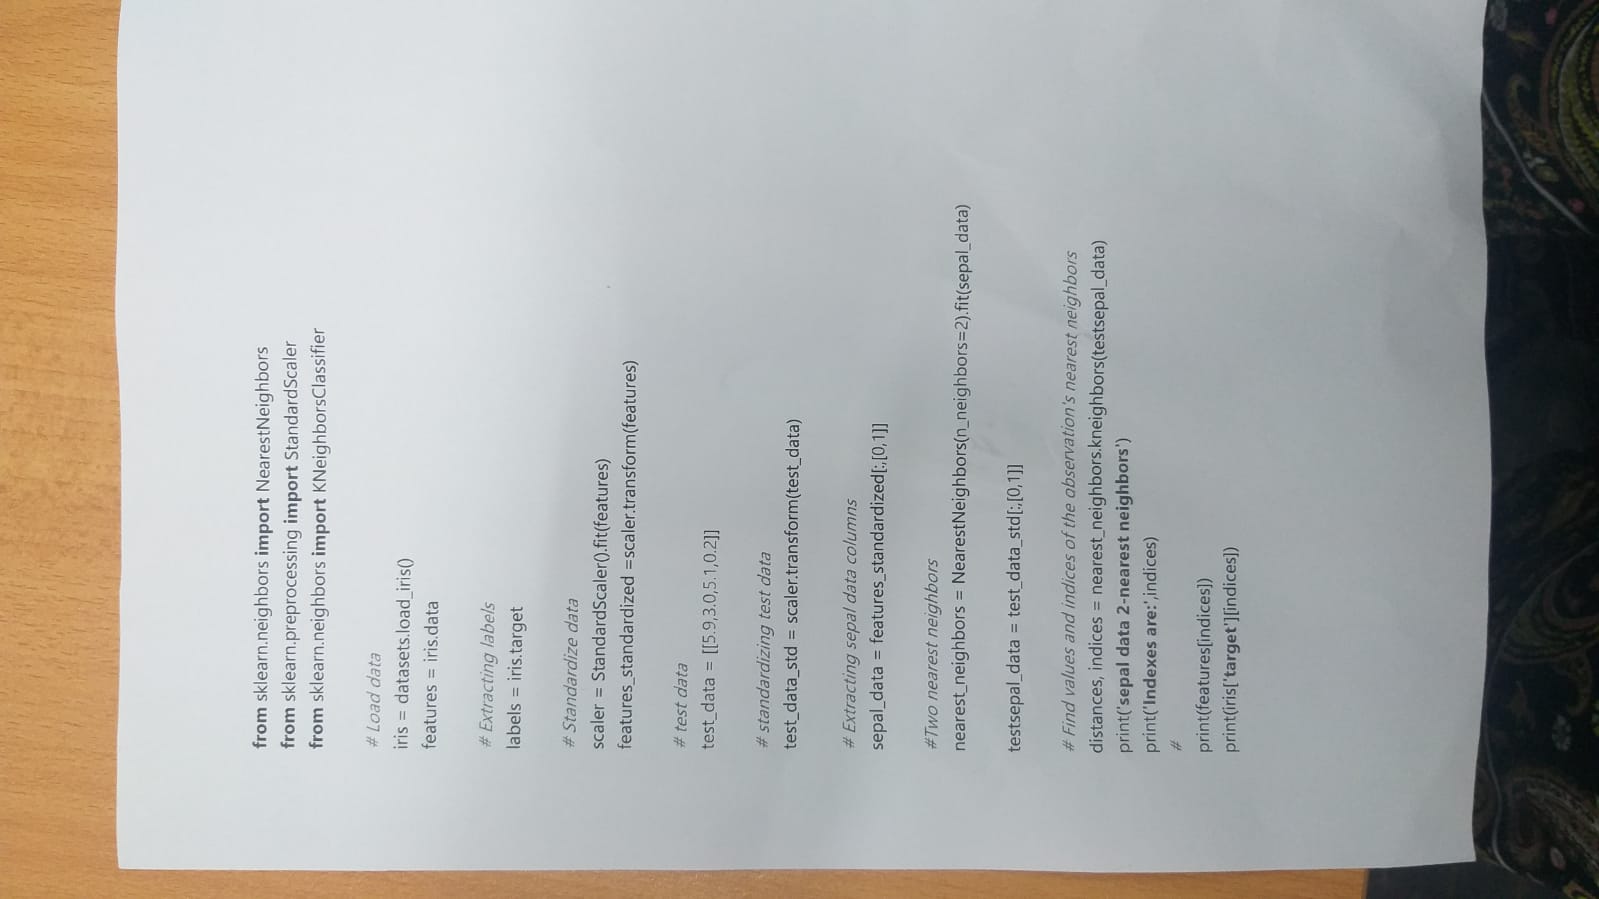 from sklearn.neighbors import NearestNeighbors
from sklearn.preprocessing import StandardScaler
from sklearn.neighbors import KNeighborsClassifier
# Load data
iris = datasets.load_iris()
features = iris.data
# Extracting labels
labels = iris.target
# Standardize data
scaler = StandardScaler().fit(features)
features_standardized =scaler.transform(features)
# test data
test_data = [[5.9,3.0,5.1,0.2]]
# standardizing test data
test_data_std = scaler.transform(test_data)
# Extracting sepal data columns
sepal_data = features_standardized[:,[0,1]]
#Two nearest neighbors
nearest_neighbors = NearestNeighbors(n_neighbors=2).fit(sepal_data)
testsepal_data = test_data_std[:,[0,1]]
# Find values and indices of the observation's nearest neighbors
distances, indices = nearest_neighbors.kneighbors(testsepal_data)
print('sepal data 2-nearest neighbors')
print('Indexes are:',indices)
#
print(features[indices])
print(iris['target'][indices])